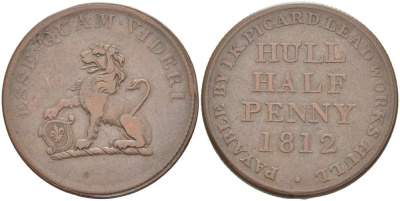 ESSE QUAM VIDERI
PAYABLE BY I.K. PICARD LEAD WORKS HULL
HULL
HALF
PENNY
1812